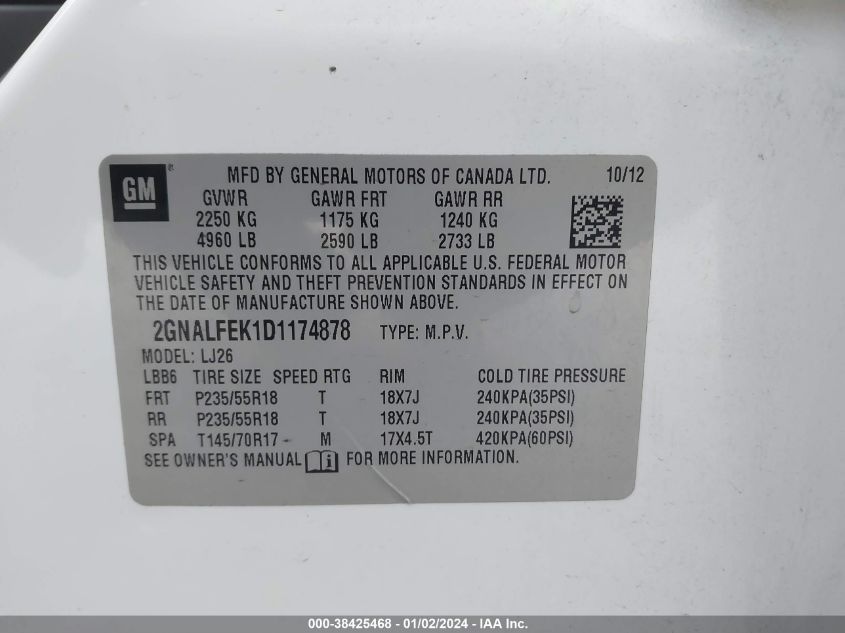 GM® MFD BY GENERAL MOTORS OF CANADA LTD. 10/12
GVWR GAWR FRT GAWR RR
2250 KG 1175 KG 1240 KG
4960 LB 2590 LB 2733 LB
THIS VEHICLE CONFORMS TO ALL APPLICABLE U.S. FEDERAL MOTOR
VEHICLE SAFETY AND THEFT PREVENTION STANDARDS IN EFFECT ON
THE DATE OF MANUFACTURE SHOWN ABOVE.
2GNALFEK1D1174878 TYPE: M.P.V.
MODEL: LJ26
LBB6 TIRE SIZE SPEED RTG RIM COLD TIRE PRESSURE
FRT P235/55R18 T 18X7J 240KPA(35PSI)
RR P235/55R18 T 18X7J 240KPA(35PSI)
SPA T145/70R17 M 17X4.5T 420KPA(60PSI)
SEE OWNER'S MANUAL i FOR MORE INFORMATION.
000-38425468 - 01/02/2024 - IAA Inc.